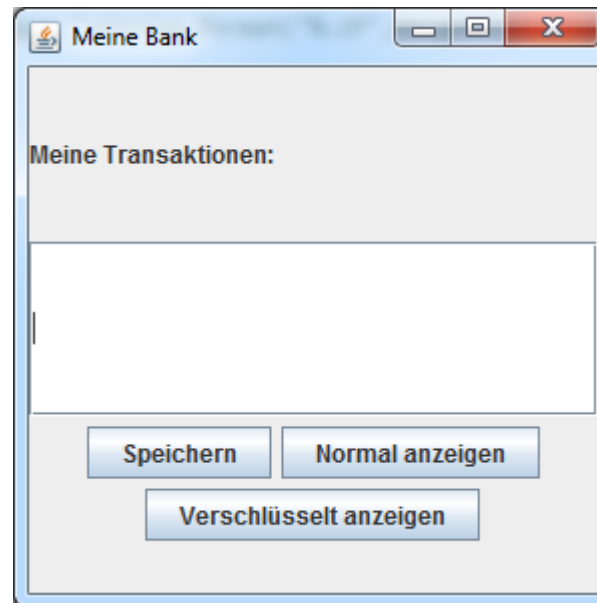 Meine Bank
Meine Transaktionen:
Speichern Normal anzeigen
Verschlüsselt anzeigen